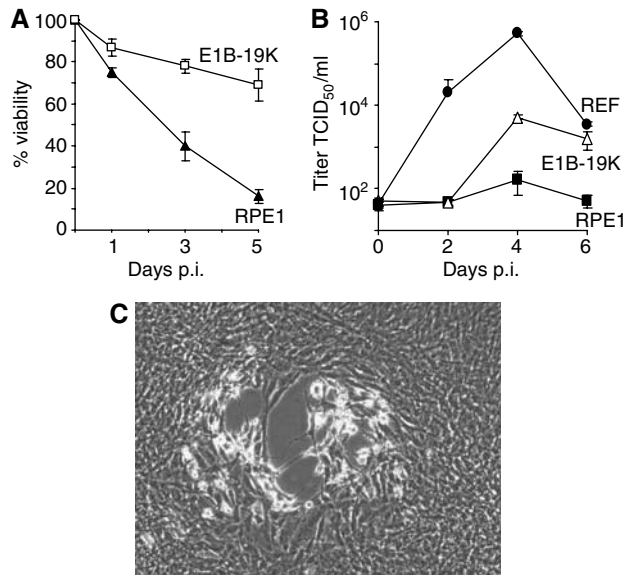 A
% viability
100
80
60
40
20
0
E1B-19K
RPE1
1
3
5
Days p.i.
B
Titer TCID50/ml
10^6
10^4
10^2
REF
E1B-19K
RPE1
0
2
4
6
Days p.i.
C